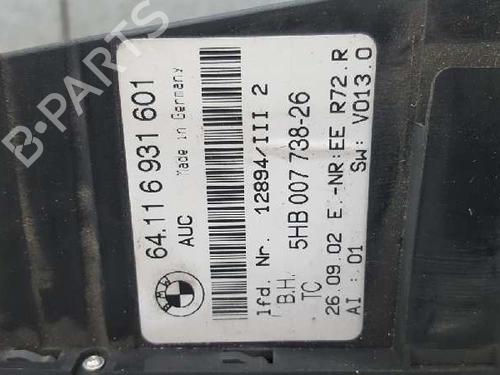 BMW
64.11 6 931 601
AUC Made in Germany
lfd. Nr. 12894/III 2
B.H. 5HB 007 738-26
TC
26.09.02 E.-NR:EE R72.R
AI :.01 SW: V013.0